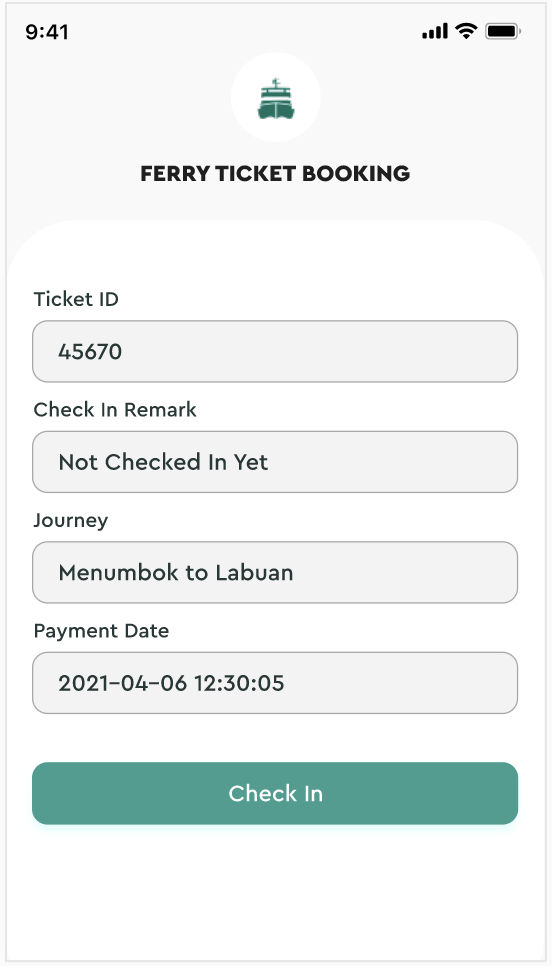 9:41
FERRY TICKET BOOKING
Ticket ID
45670
Check In Remark
Not Checked In Yet
Journey
Menumbok to Labuan
Payment Date
2021-04-06 12:30:05
Check In